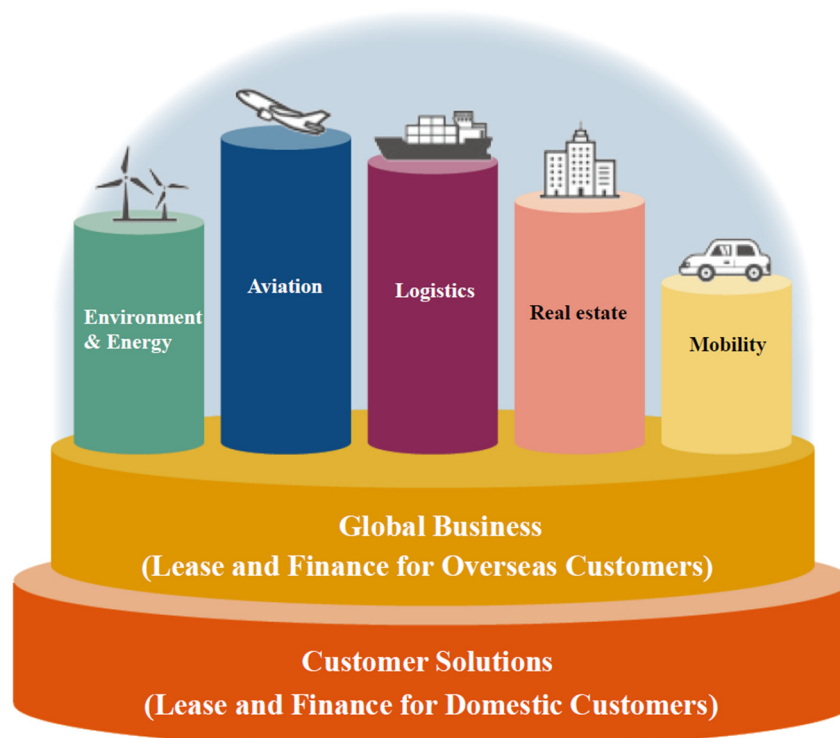 Environment
& Energy
Aviation
Logistics
Real estate
Mobility
Global Business
(Lease and Finance for Overseas Customers)
Customer Solutions
(Lease and Finance for Domestic Customers)